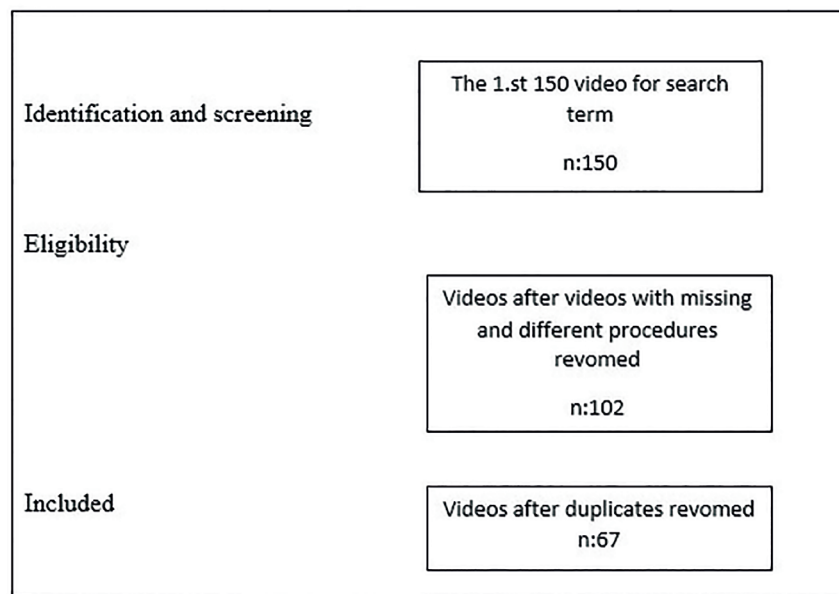 The 1.st 150 video for search
term
Identification and screening
n:150
Eligibility
Videos after videos with missing
and different procedures
revomed
n:102
Included
Videos after duplicates revomed
n:67